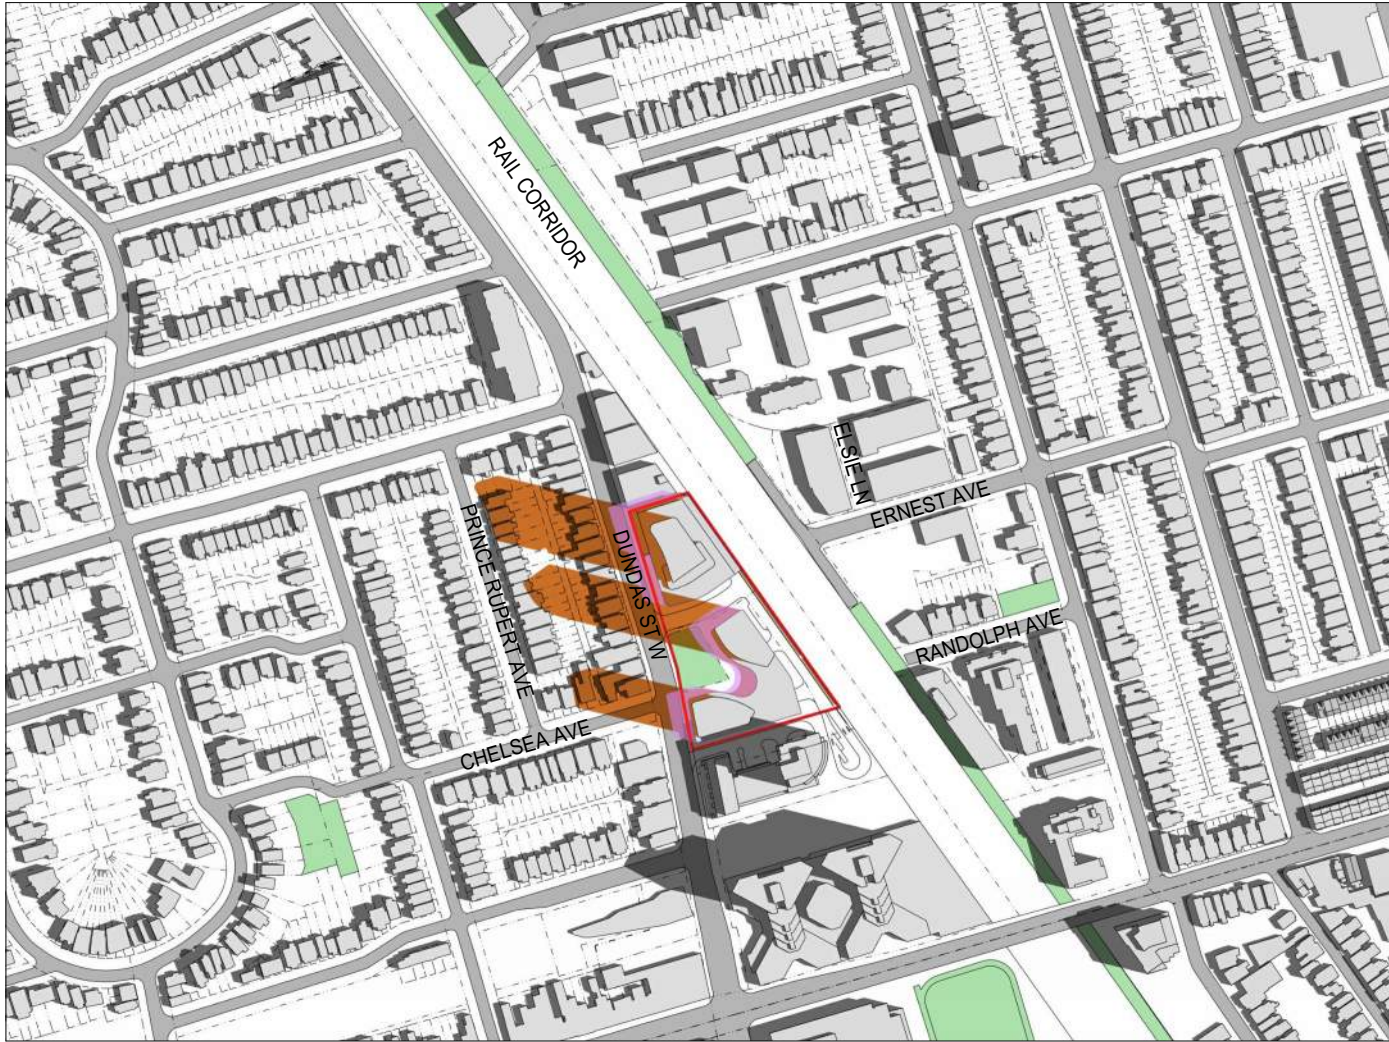 RAIL CORRIDOR
ELSIE LN
ERNEST AVE
PRINCE RUPERT AVE
DUNDAS ST W
RANDOLPH AVE
CHELSEA AVE